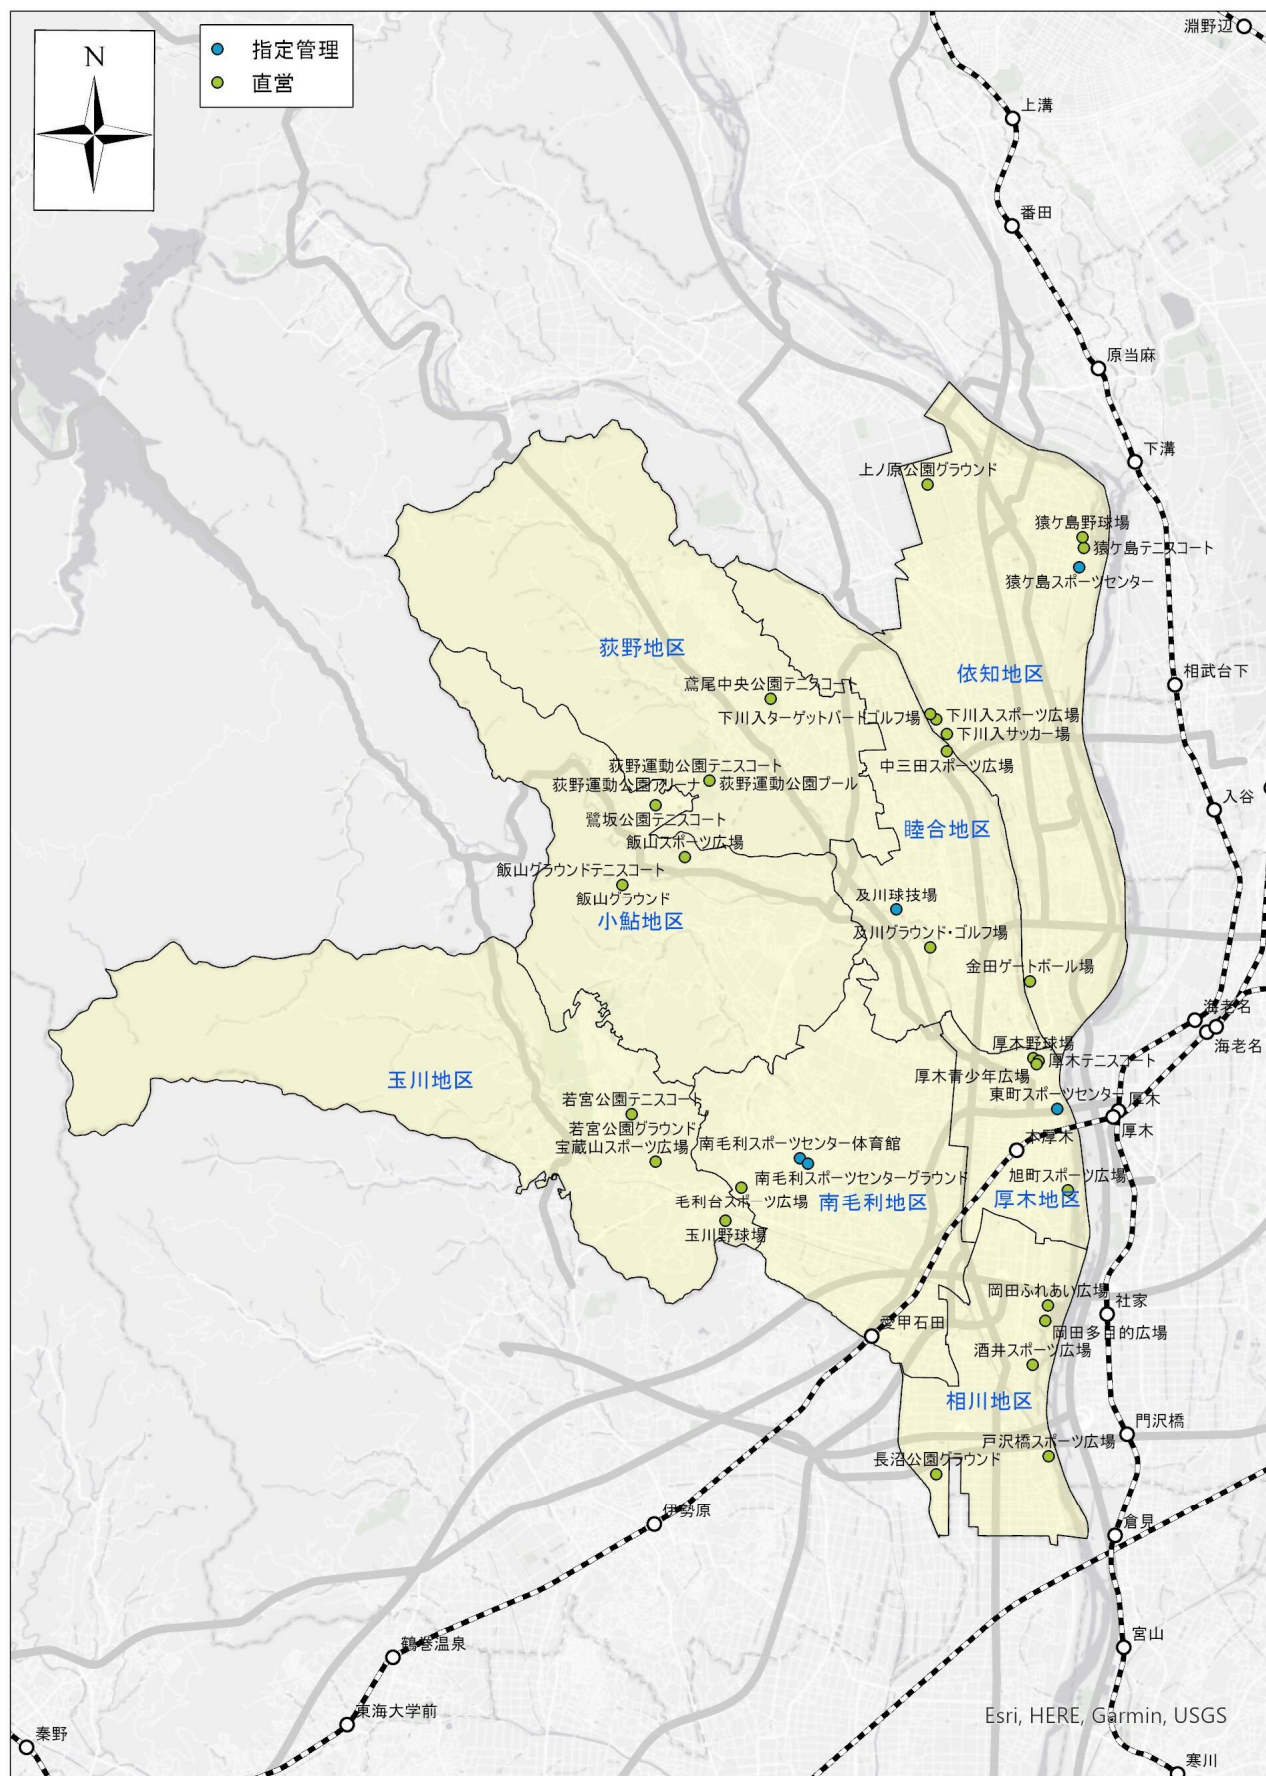 淵野辺
N
指定管理
直営
上溝
番田
原当麻
下溝
上ノ原公園グラウンド
猿ケ島野球場
猿ケ島テニスコート
猿ケ島スポーツセンター
荻野地区
依知地区
相武台下
鳶尾中央公園テニスコート
下川入ターゲットバードゴルフ場
下川入スポーツ広場
下川入サッカー場
中三田スポーツ広場
荻野運動公園テニスコート
荻野運動公園アリーナ
荻野運動公園プール
入谷
鷺坂公園テニスコート
睦合地区
飯山スポーツ広場
飯山グラウンドテニスコート
飯山グラウンド
及川球技場
小鮎地区
及川グラウンド・ゴルフ場
金田ゲートボール場
海老名
海老名
厚木野球場
厚木テニスコート
厚木青少年広場
玉川地区
東町スポーツセンター
厚木
厚木
若宮公園テニスコート
若宮公園グラウンド
本厚木
南毛利スポーツセンター体育館
宝蔵山スポーツ広場
南毛利スポーツセンターグラウンド
旭町スポーツ広場
毛利台スポーツ広場
南毛利地区
厚木地区
玉川野球場
岡田ふれあい広場
社家
愛甲石田
岡田多目的広場
酒井スポーツ広場
相川地区
門沢橋
戸沢橋スポーツ広場
長沼公園グラウンド
伊勢原
倉見
宮山
鶴巻温泉
東海大学前
Esri, HERE, Garmin, USGS
秦野
寒川